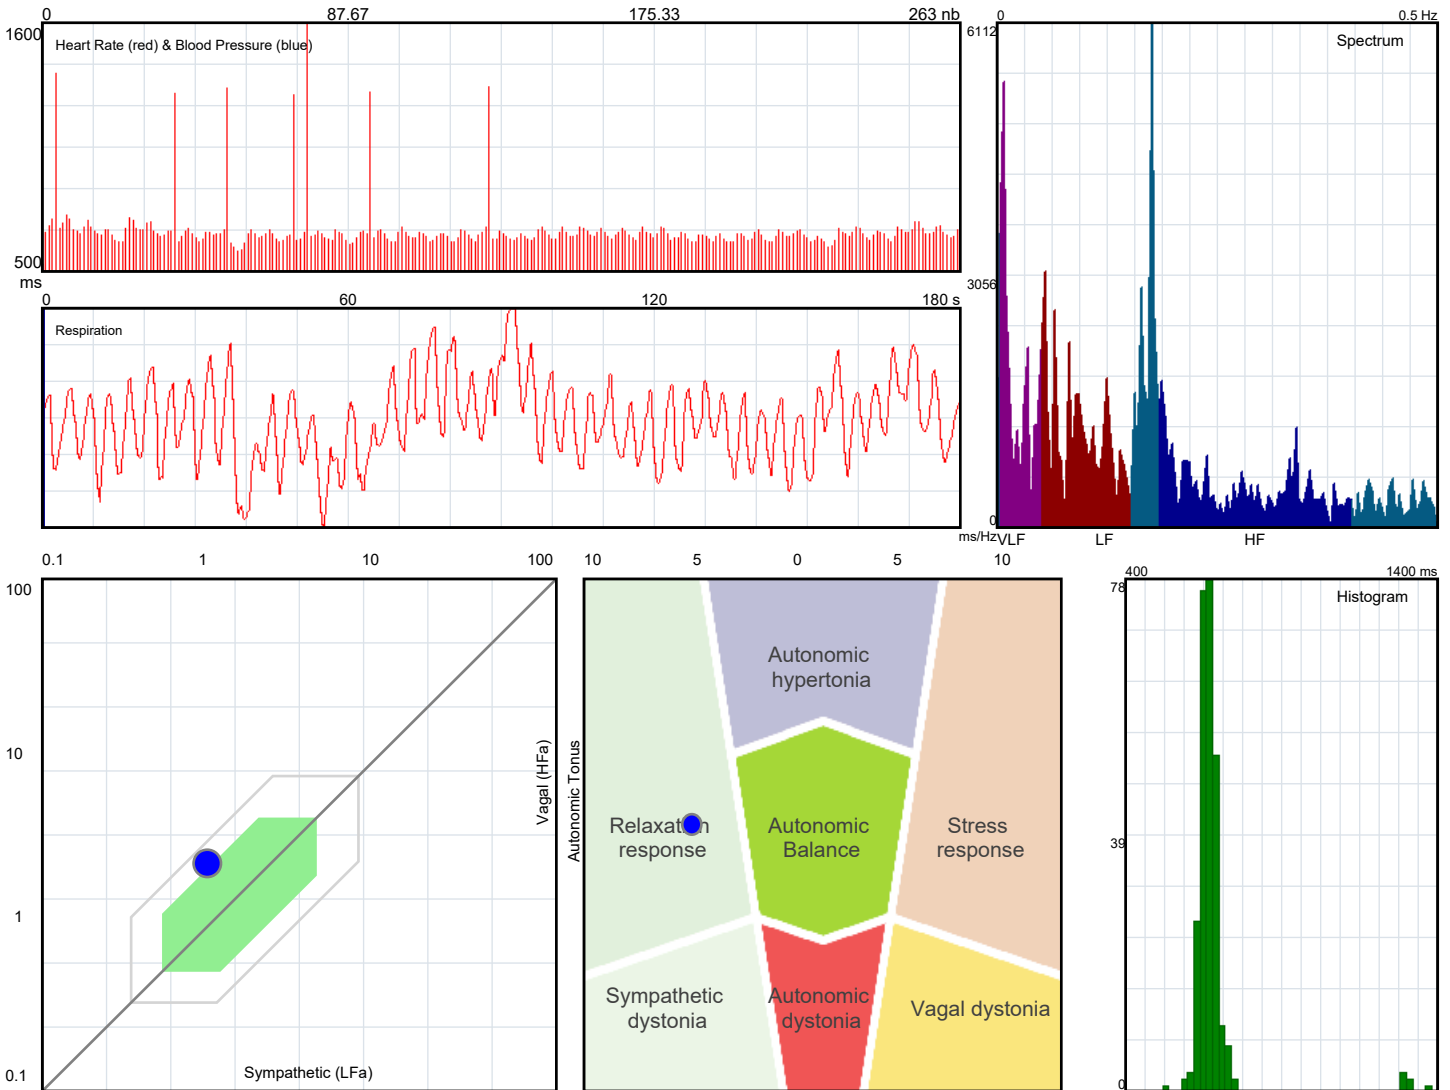 0 87.67 175.33 263 nb
1600
Heart Rate (red) & Blood Pressure (blue)
500
ms
0 60 120 180 s
Respiration
0 0.5 Hz
6112
Spectrum
3056
0
ms/Hz VLF LF HF
0.1 1 10 100
100
10
1
0.1
Vagal (HFa)
Sympathetic (LFa)
10 5 0 5 10
Autonomic Tonus
Autonomic
hypertonia
Relaxation
response
Autonomic
Balance
Stress
response
Sympathetic
dystonia
Autonomic
dystonia
Vagal dystonia
400 1400 ms
78
Histogram
39
0